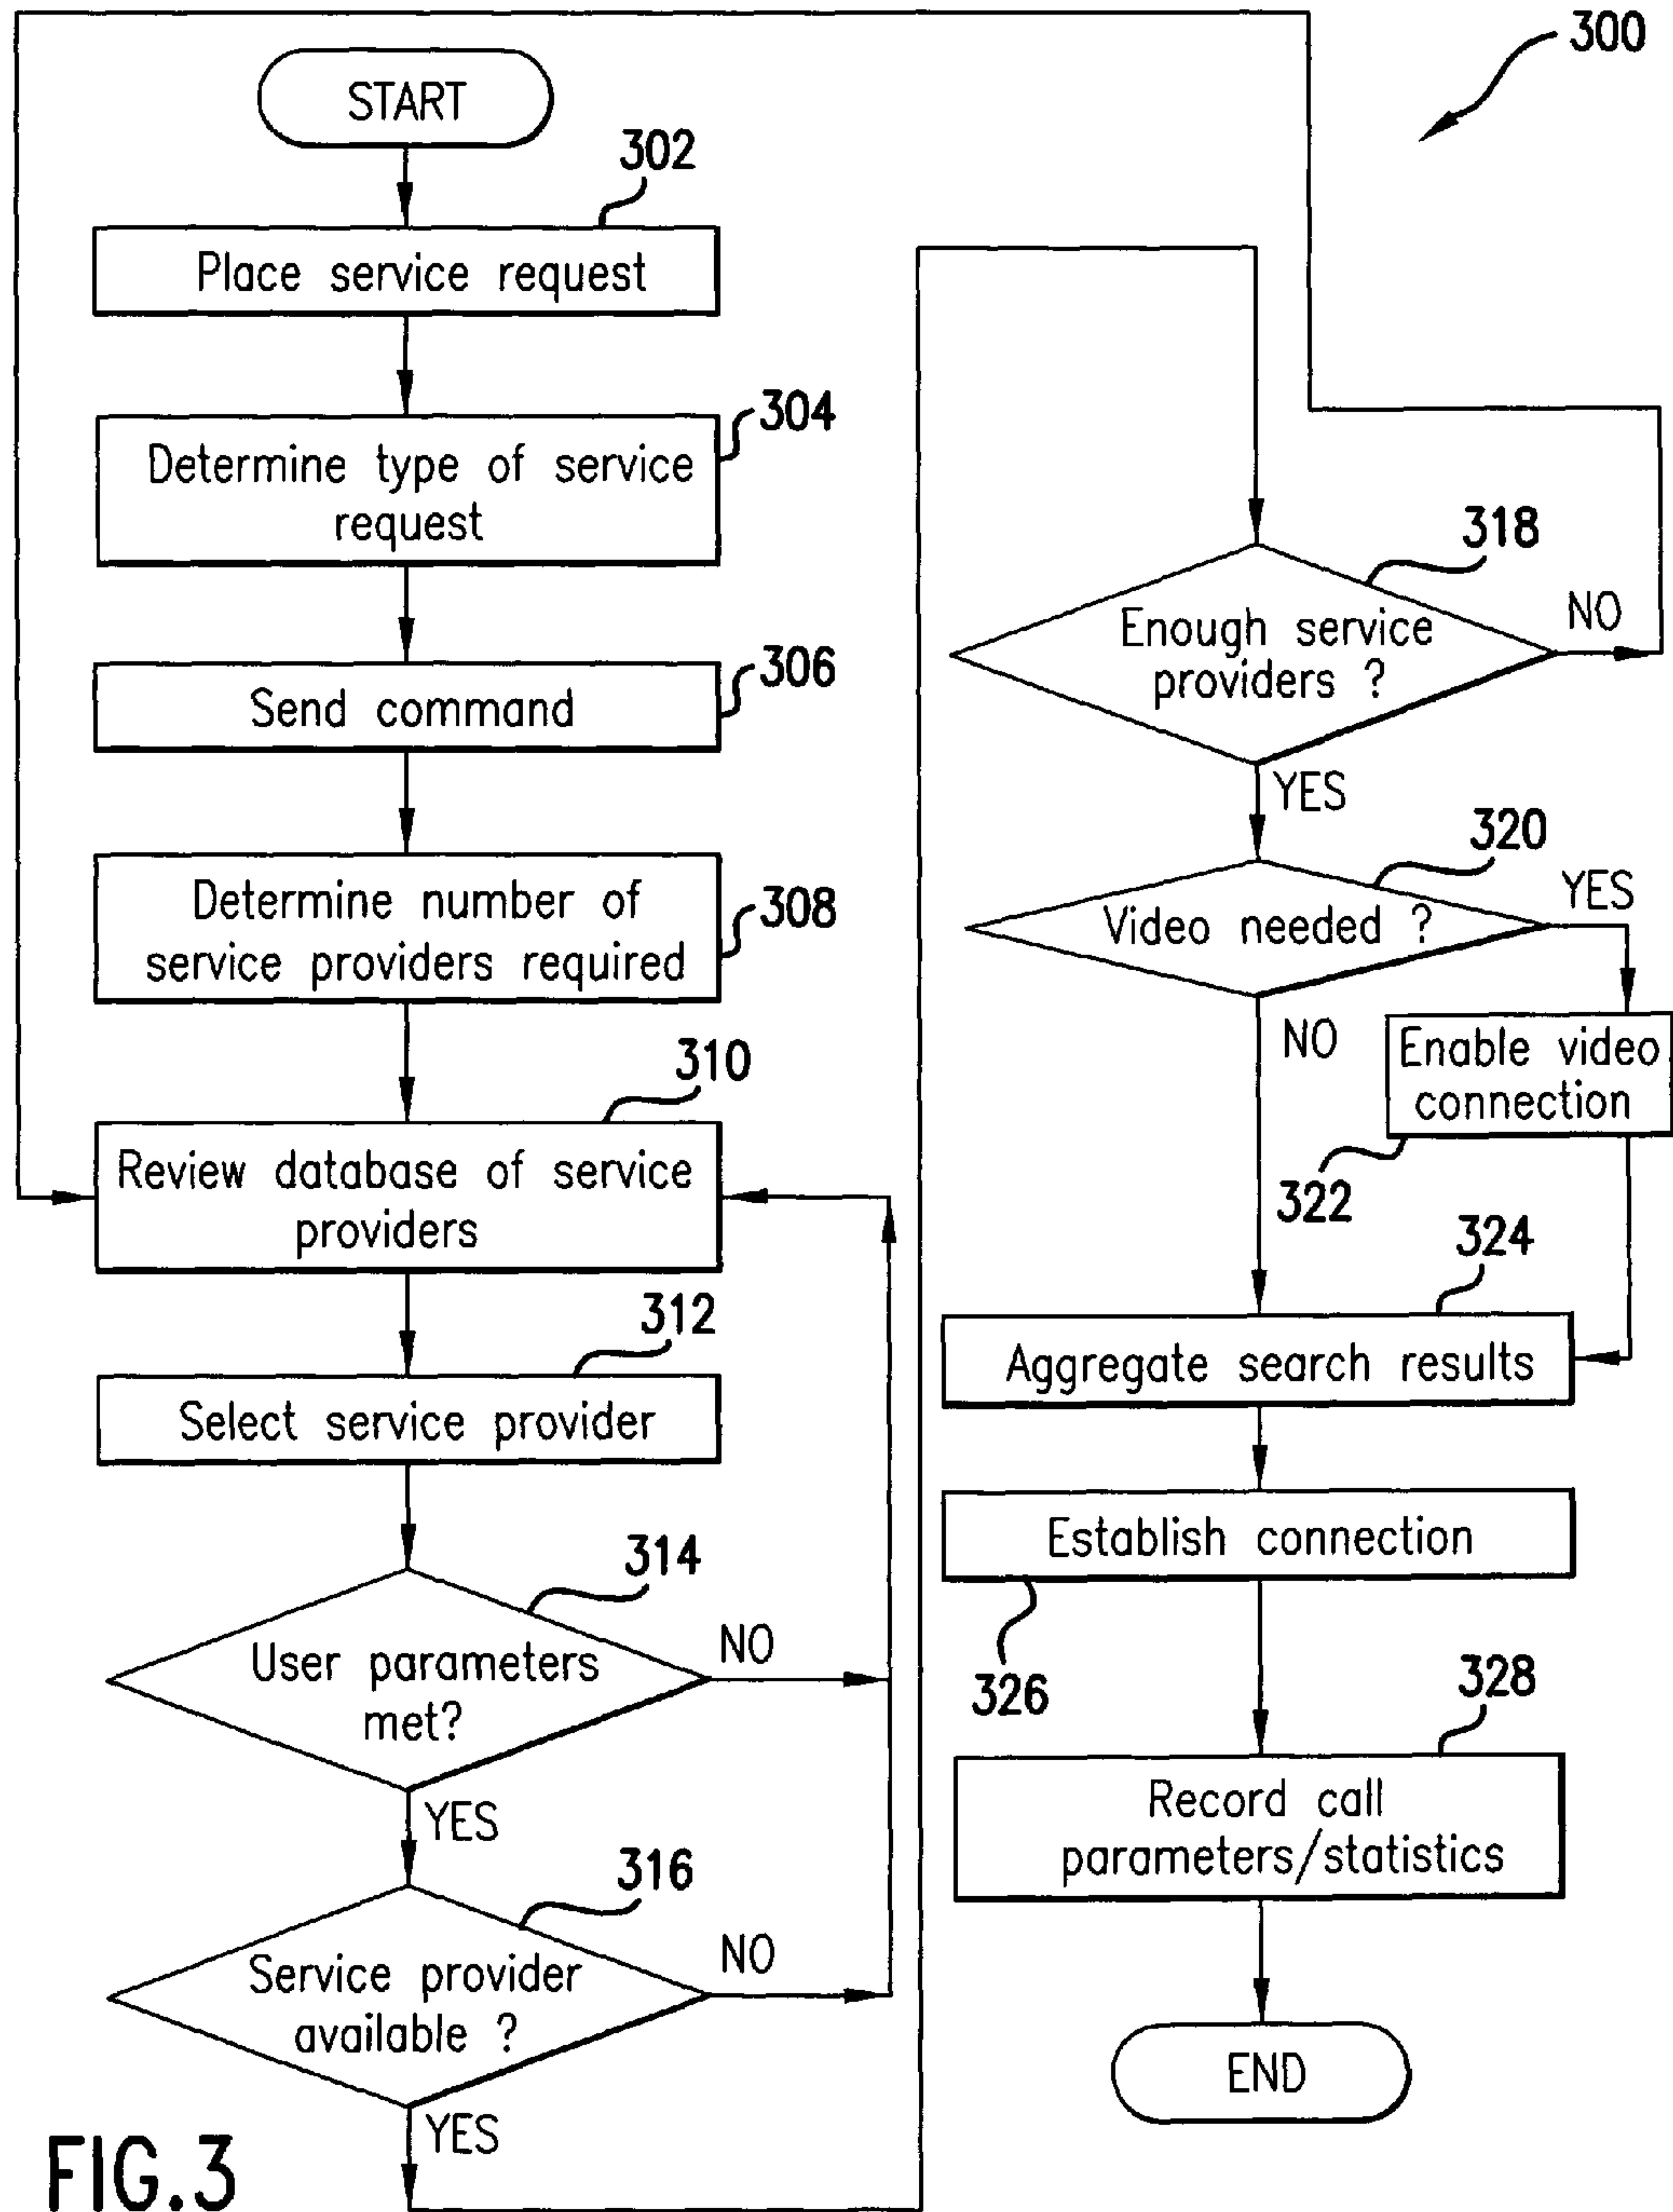 300
START
302
Place service request
304
Determine type of service
request
306
Send command
308
Determine number of
service providers required
310
Review database of service
providers
312
Select service provider
314
User parameters
met?
NO
YES
316
Service provider
available ?
NO
YES
318
Enough service
providers ?
NO
YES
320
Video needed ?
YES
NO
Enable video
connection
322
324
Aggregate search results
Establish connection
326
328
Record call
parameters/statistics
END
FIG.3